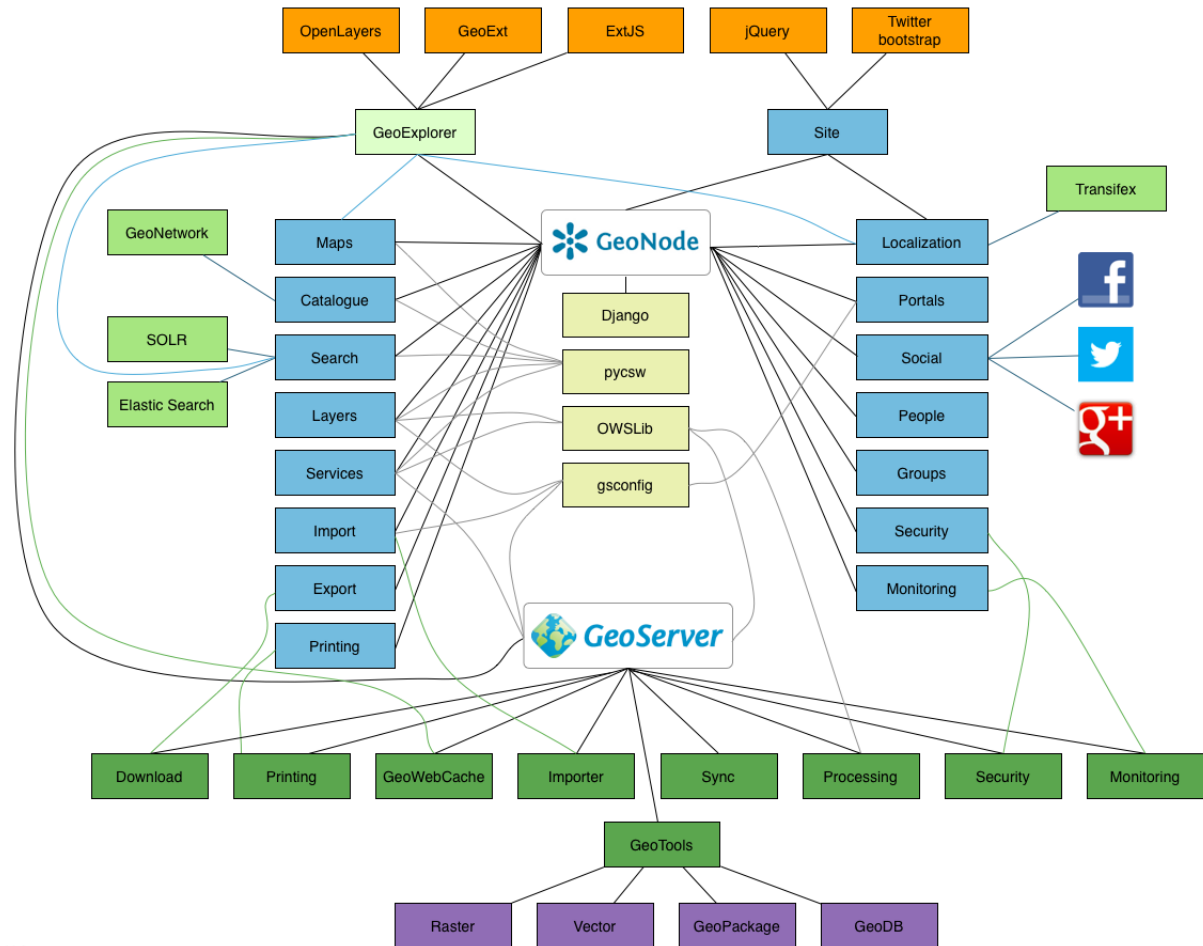 OpenLayers
GeoExt
ExtJS
jQuery
Twitter
bootstrap
GeoExplorer
Site
Transifex
GeoNetwork
Maps
GeoNode
Localization
Catalogue
Django
Portals
SOLR
Search
pycsw
Social
Elastic Search
Layers
OWSLib
People
g+
Services
gsconfig
Groups
Import
Security
Export
Monitoring
Printing
GeoServer
Download
Printing
GeoWebCache
Importer
Sync
Processing
Security
Monitoring
GeoTools
Raster
Vector
GeoPackage
GeoDB